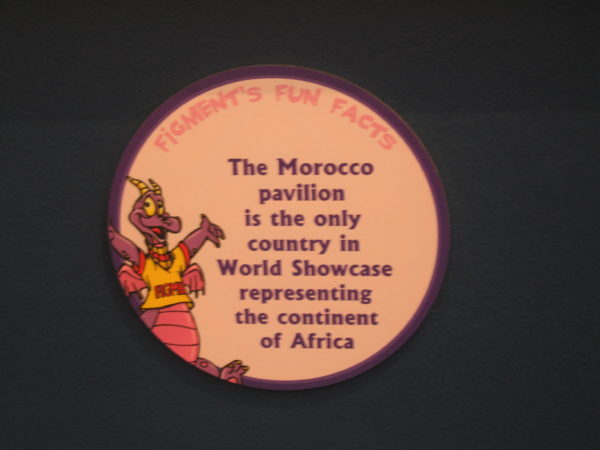 FIGMENT'S FUN FACTS
The Morocco
pavilion
is the only
country in
World Showcase
representing
the continent
of Africa